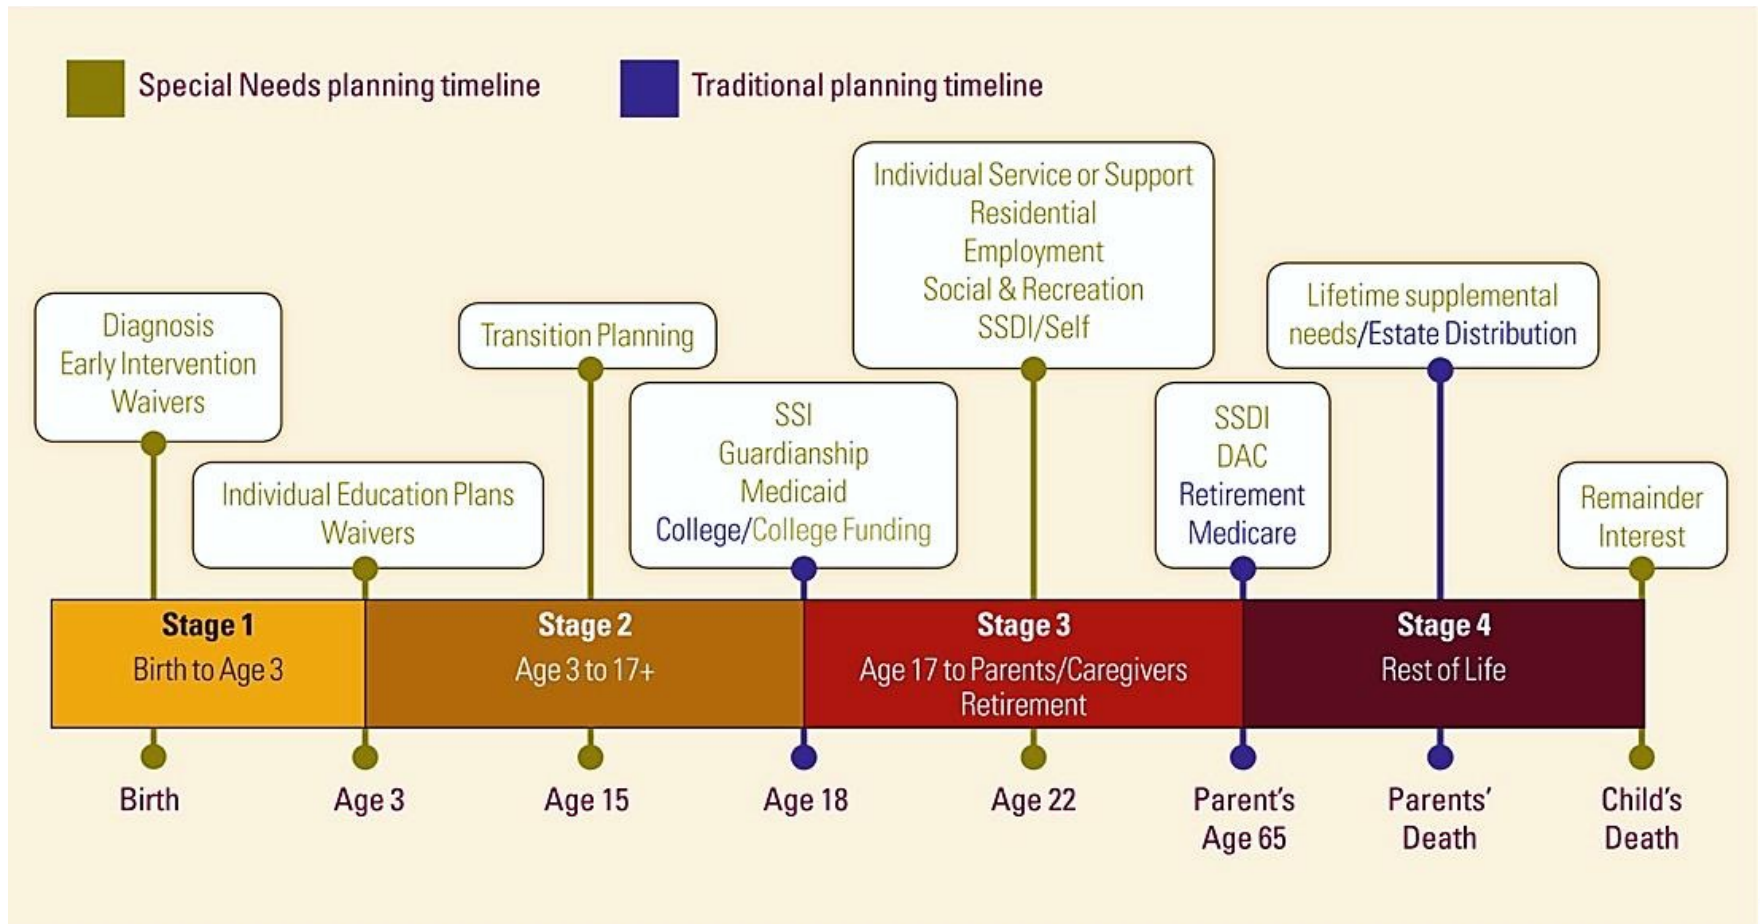 Special Needs planning timeline
Traditional planning timeline
Diagnosis
Early Intervention
Waivers
Individual Education Plans
Waivers
Transition Planning
SSI
Guardianship
Medicaid
College/College Funding
Individual Service or Support
Residential
Employment
Social & Recreation
SSDI/Self
SSDI
DAC
Retirement
Medicare
Lifetime supplemental
needs/Estate Distribution
Remainder
Interest
Stage 1
Birth to Age 3
Stage 2
Age 3 to 17+
Stage 3
Age 17 to Parents/Caregivers
Retirement
Stage 4
Rest of Life
Birth
Age 3
Age 15
Age 18
Age 22
Parent's
Age 65
Parents'
Death
Child's
Death